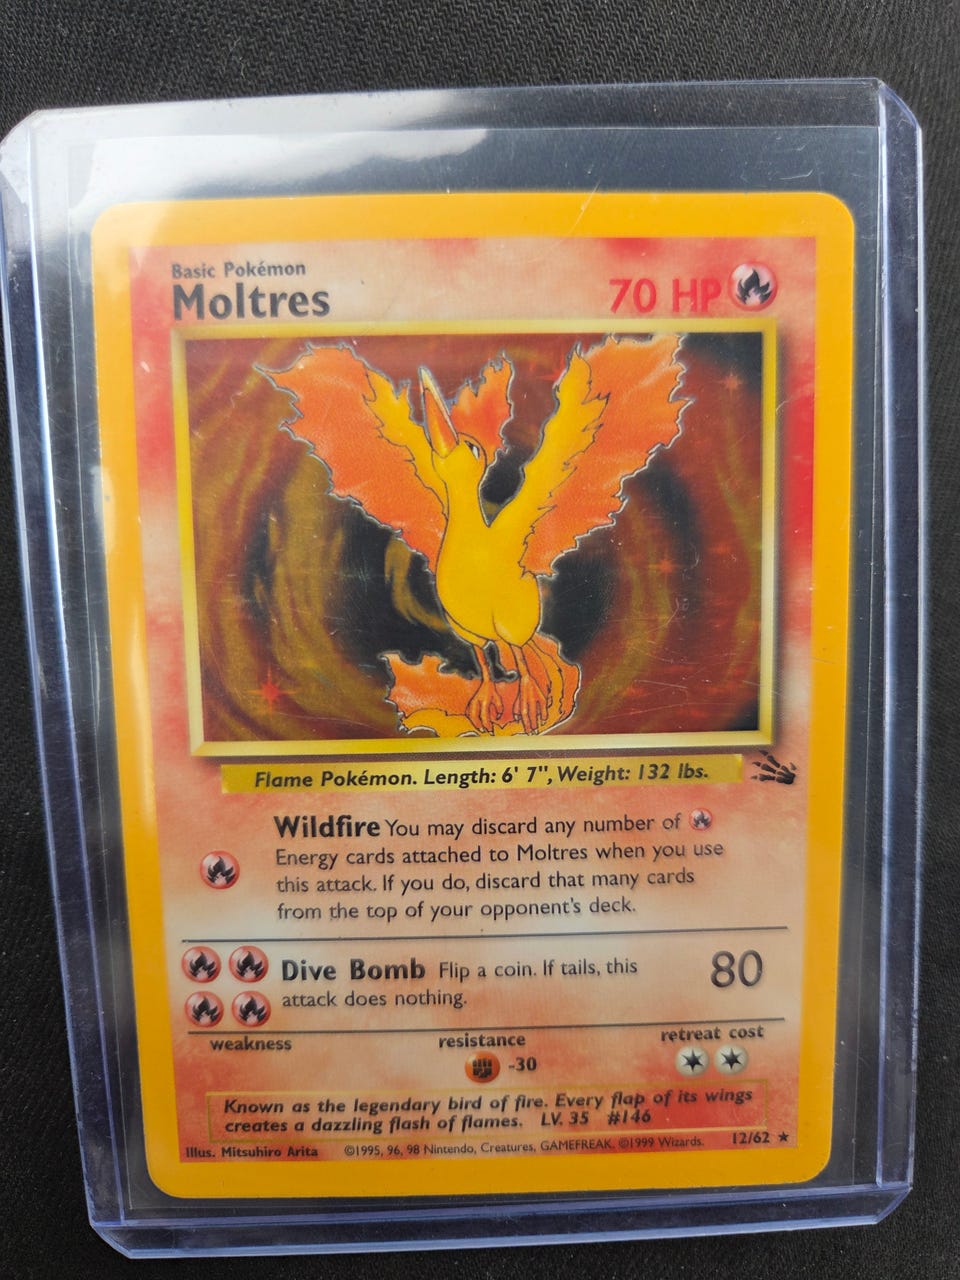 Basic Pokémon
Moltres
70 HP
Flame Pokémon. Length: 6' 7", Weight: 132 lbs.
Wildfire You may discard any number of
Energy cards attached to Moltres when you use
this attack. If you do, discard that many cards
from the top of your opponent's deck.
Dive Bomb Flip a coin. If tails, this
attack does nothing.
80
weakness
resistance
retreat cost
-30
Known as the legendary bird of fire. Every flap of its wings
creates a dazzling flash of flames. LV. 35 #146
Illus. Mitsuhiro Arita ©1995, 96, 98 Nintendo, Creatures, GAMEFREAK. ©1999 Wizards. 12/62 ★